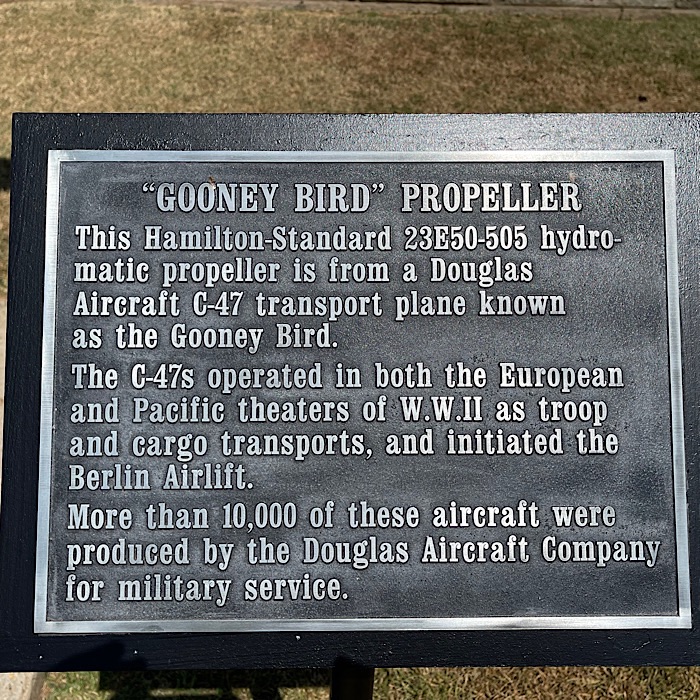 “GOONEY BIRD” PROPELLER
This Hamilton-Standard 23E50-505 hydro-
matic propeller is from a Douglas
Aircraft C-47 transport plane known
as the Gooney Bird.
The C-47s operated in both the European
and Pacific theaters of W.W.II as troop
and cargo transports, and initiated the
Berlin Airlift.
More than 10,000 of these aircraft were
produced by the Douglas Aircraft Company
for military service.